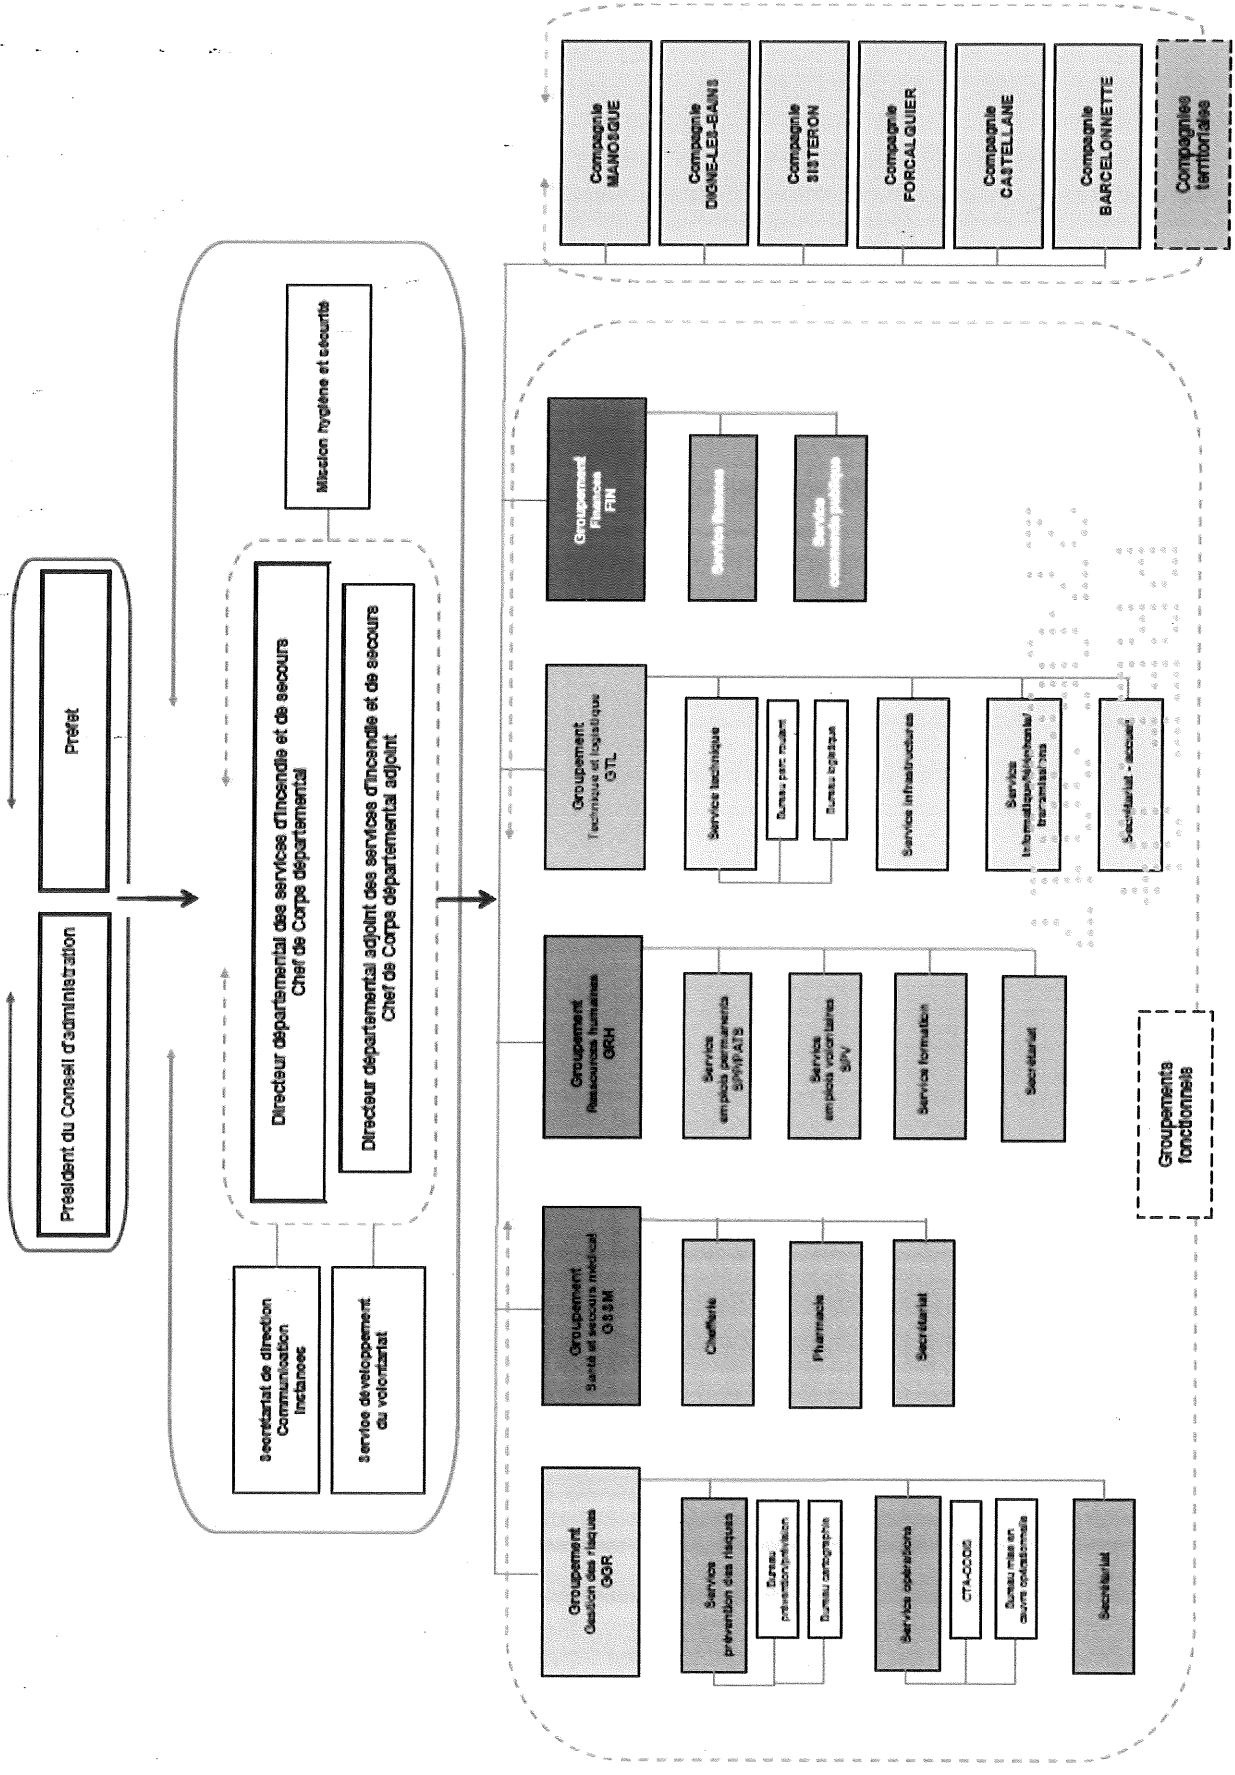 Président du Conseil d'administration
Préfet
Directeur départemental des services d'incendie et de secours
Chef de Corps départemental
Directeur départemental adjoint des services d'incendie et de secours
Chef de Corps départemental adjoint
Mission hygiène et sécurité
Secrétariat de direction
Communication
Instances
Service développement
du volontariat
Groupement
Gestion des risques
GGR
Service
prévention des risques
Bureau
prévention/prévision
Bureau cartographie
Service opérations
CTA-CODIS
Bureau mise en
œuvre opérationnelle
Secrétariat
Groupement
Santé et secours médical
GSSM
Chefferie
Pharmacie
Secrétariat
Groupement
Ressources humaines
GRH
Service
emplois permanents
SPP/PATS
Service
emplois volontaires
SPV
Service formation
Secrétariat
Groupement
Technique et logistique
GTL
Service technique
Bureau parc roulant
Bureau logistique
Service infrastructures
Service
informatique/téléphonie/
transmissions
Secrétariat - accueil
Groupement
Finances
FIN
Service finances
Service
commande publique
Groupements
fonctionnels
Compagnie
MANOSQUE
Compagnie
DIGNE-LES-BAINS
Compagnie
SISTERON
Compagnie
FORCALQUIER
Compagnie
CASTELLANE
Compagnie
BARCELONNETTE
Compagnies
territoriales